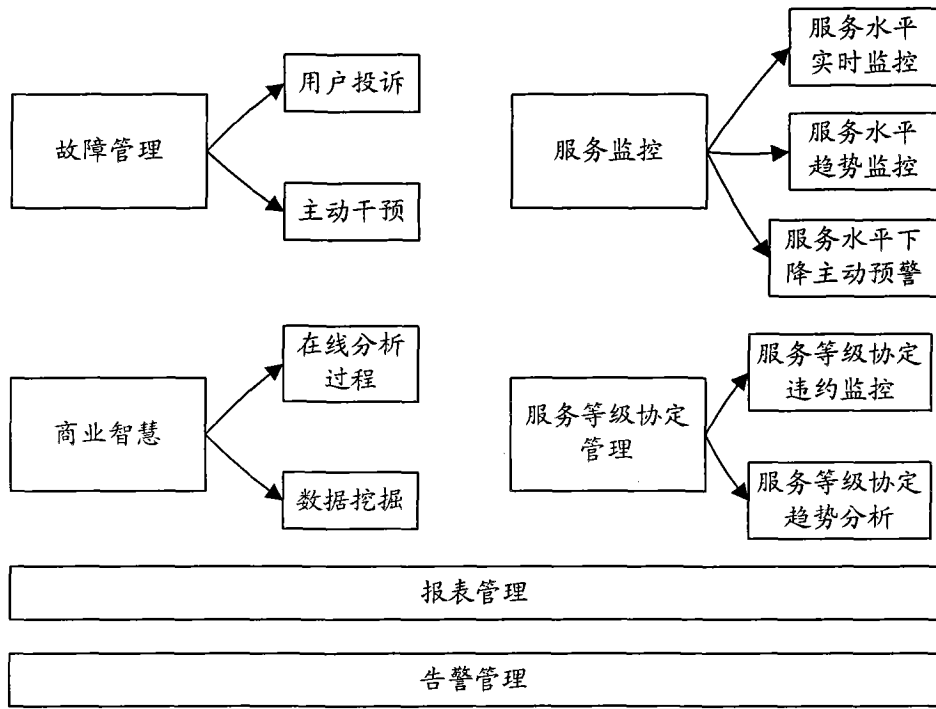 故障管理
用户投诉
主动干预
服务监控
服务水平
实时监控
服务水平
趋势监控
服务水平下
降主动预警
商业智慧
在线分析
过程
数据挖掘
服务等级协定
管理
服务等级协定
违约监控
服务等级协定
趋势分析
报表管理
告警管理